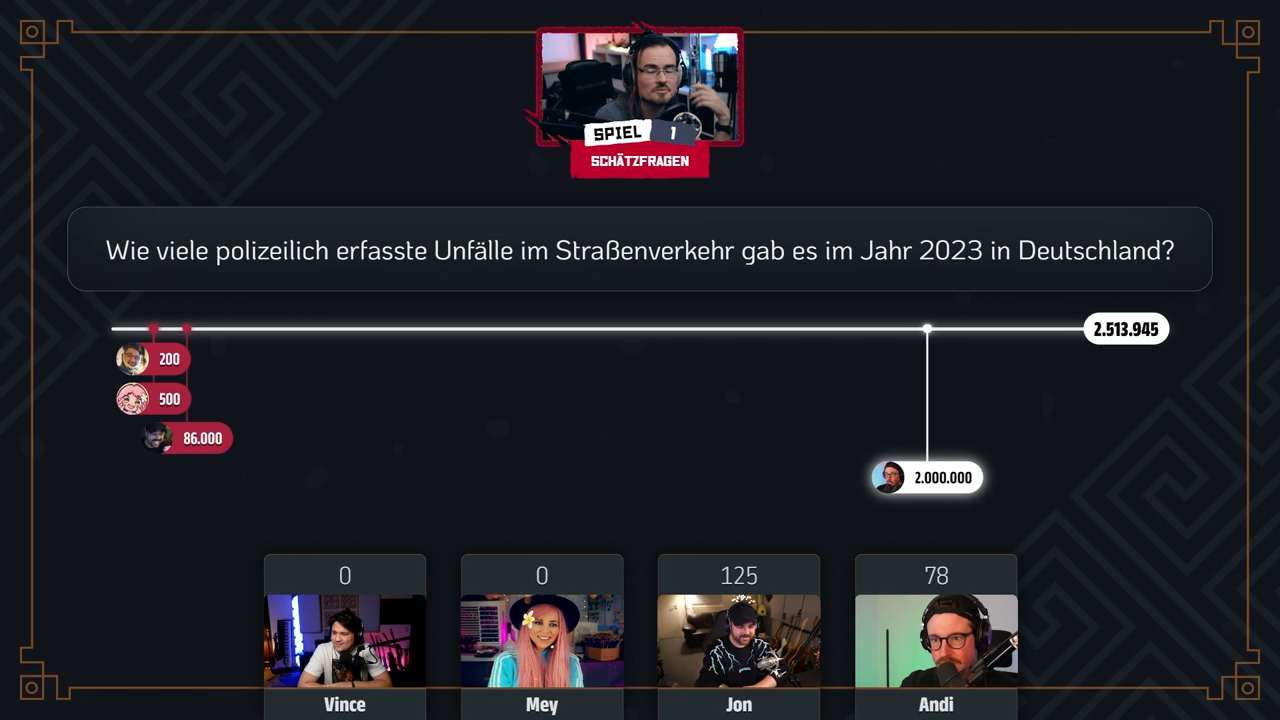 SPIEL 1
SCHÄTZFRAGEN
Wie viele polizeilich erfasste Unfälle im Straßenverkehr gab es im Jahr 2023 in Deutschland?
2.513.945
200
500
86.000
2.000.000
0 0 125 78
Vince Mey Jon Andi